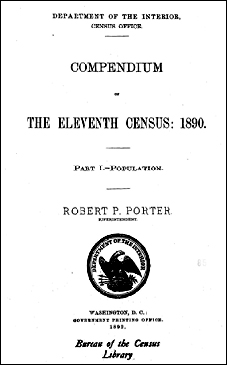 DEPARTMENT OF THE INTERIOR,
CENSUS OFFICE.
COMPENDIUM
OF
THE ELEVENTH CENSUS: 1890.
PART I.—POPULATION.
ROBERT P. PORTER
SUPERINTENDENT
DEPARTMENT OF THE INTERIOR
WASHINGTON, D. C.:
GOVERNMENT PRINTING OFFICE.
1892.
Bureau of the Census
Library